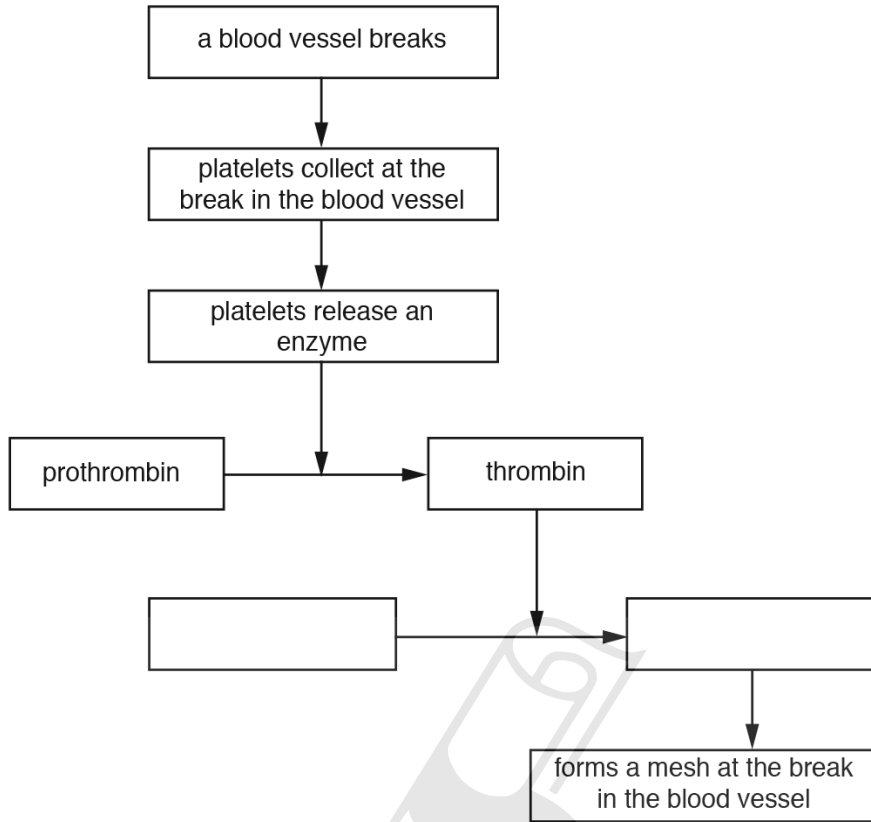 a blood vessel breaks
platelets collect at the
break in the blood vessel
platelets release an
enzyme
prothrombin
thrombin
forms a mesh at the break
in the blood vessel